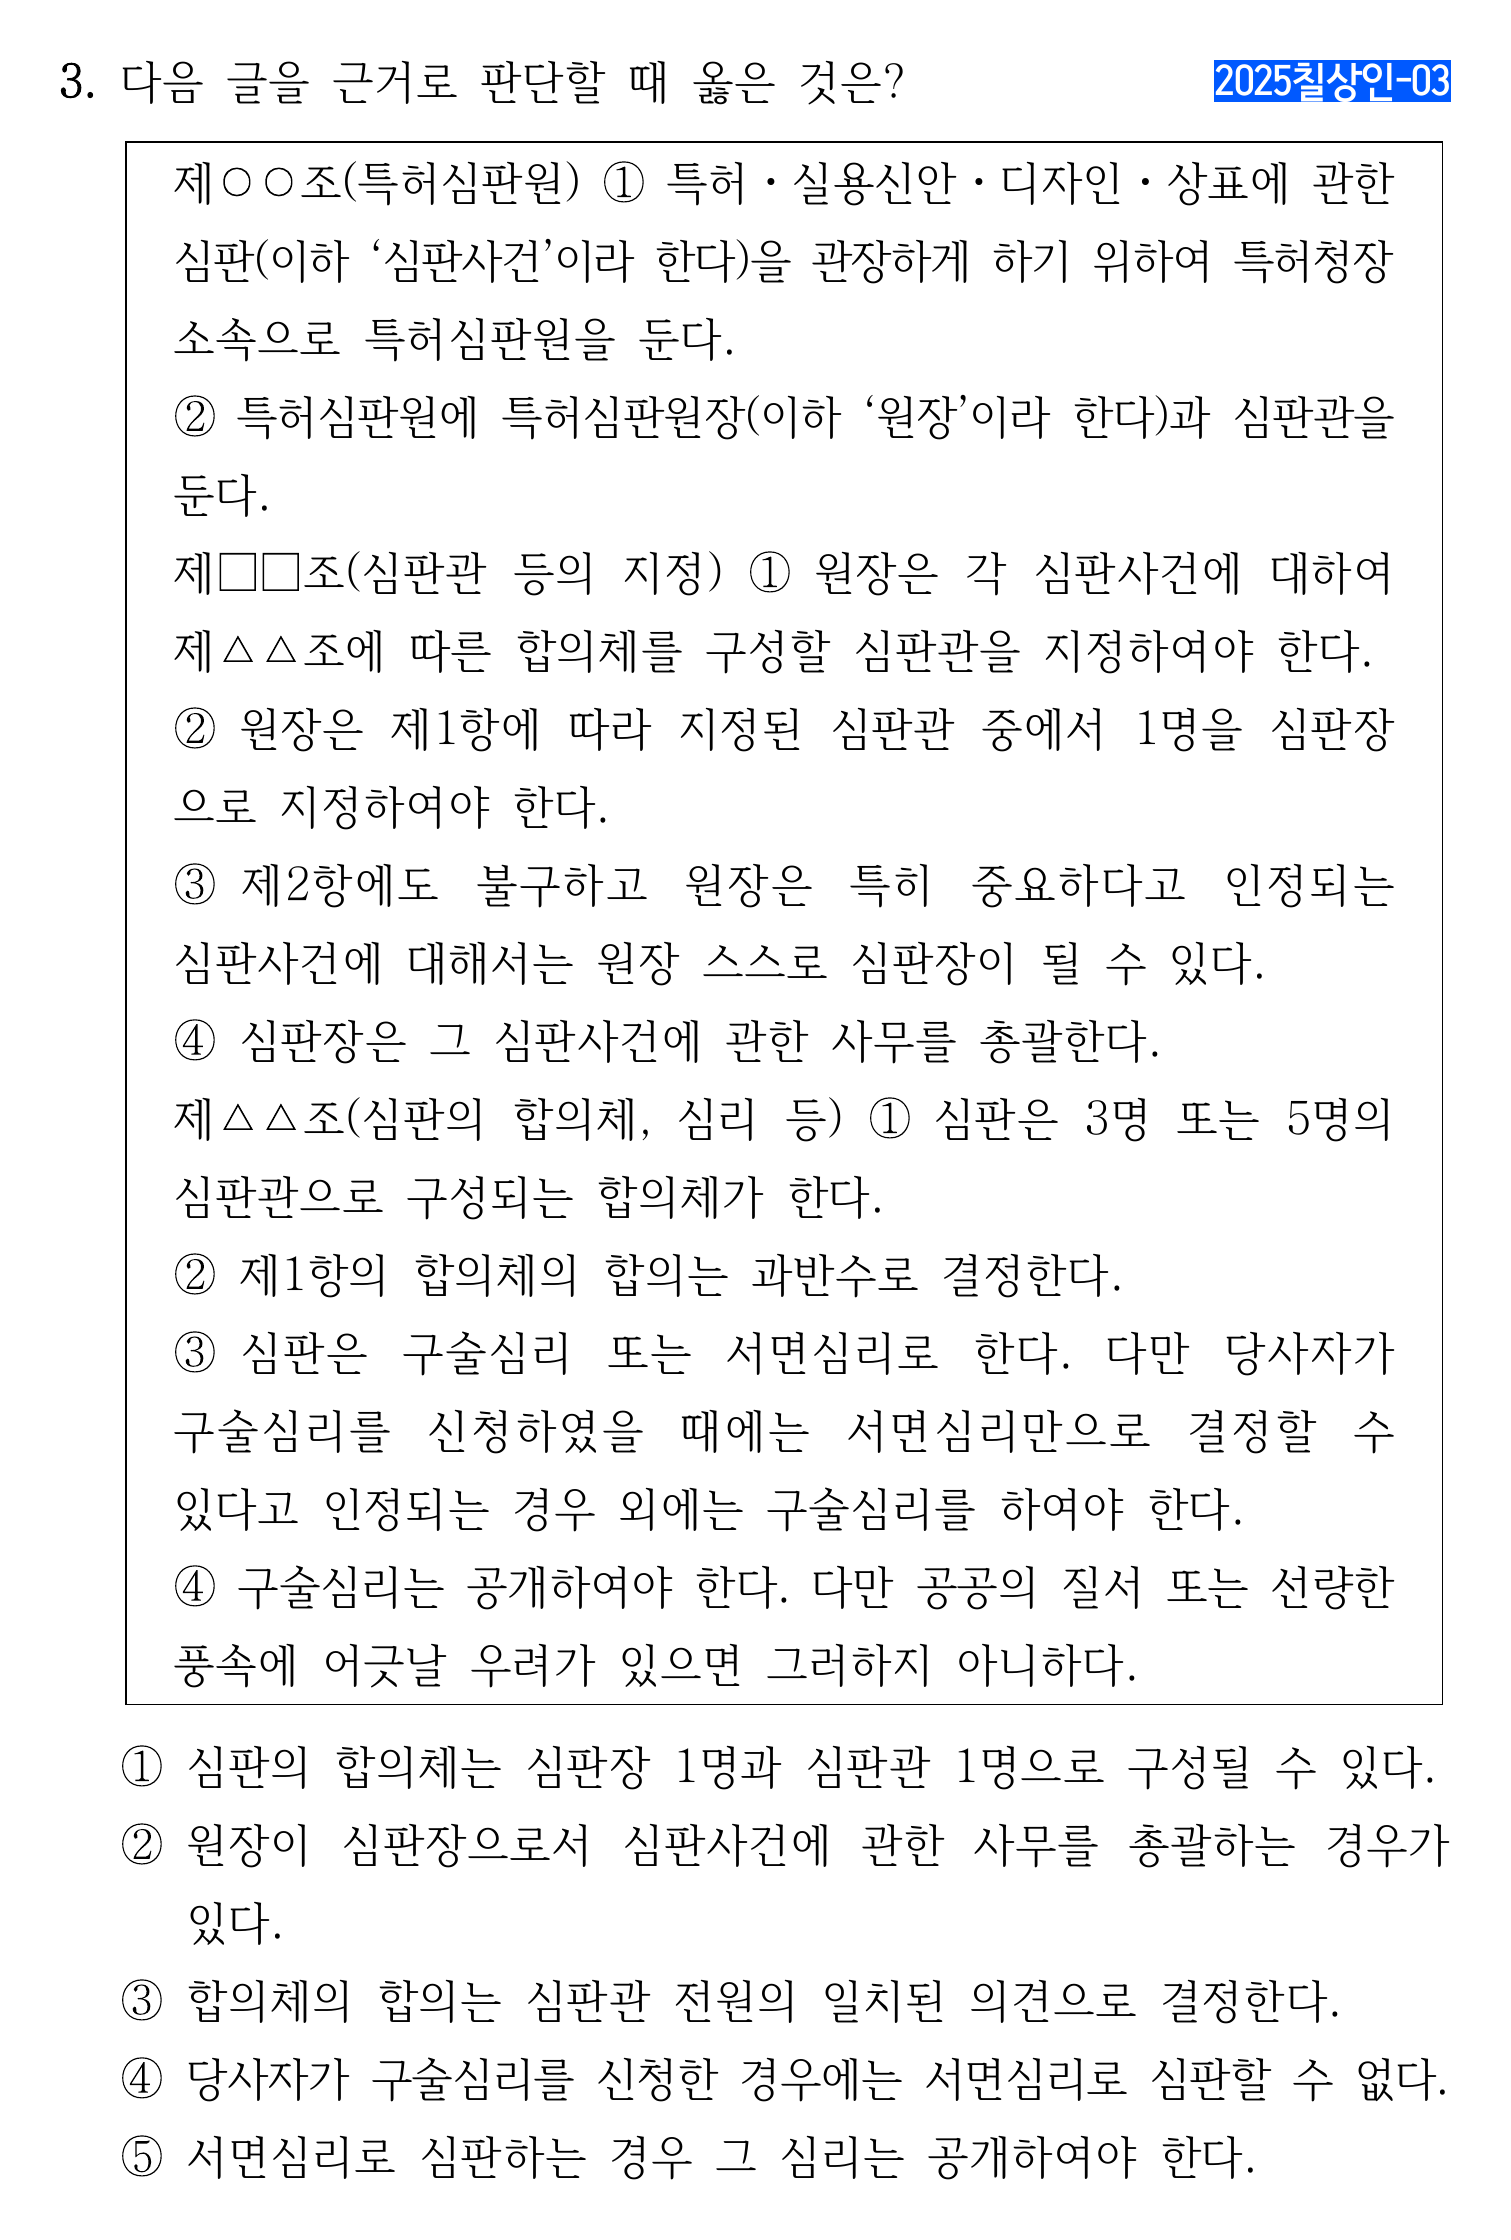 3. 다음 글을 근거로 판단할 때 옳은 것은?
2025칠상인-03
제○○조(특허심판원) ① 특허·실용신안·디자인·상표에 관한
심판(이하 ‘심판사건’이라 한다)을 관장하게 하기 위하여 특허청장
소속으로 특허심판원을 둔다.
② 특허심판원에 특허심판원장(이하 ‘원장’이라 한다)과 심판관을
둔다.
제□□조(심판관 등의 지정) ① 원장은 각 심판사건에 대하여
제△△조에 따른 합의체를 구성할 심판관을 지정하여야 한다.
② 원장은 제1항에 따라 지정된 심판관 중에서 1명을 심판장
으로 지정하여야 한다.
③ 제2항에도 불구하고 원장은 특히 중요하다고 인정되는
심판사건에 대해서는 원장 스스로 심판장이 될 수 있다.
④ 심판장은 그 심판사건에 관한 사무를 총괄한다.
제△△조(심판의 합의체, 심리 등) ① 심판은 3명 또는 5명의
심판관으로 구성되는 합의체가 한다.
② 제1항의 합의체의 합의는 과반수로 결정한다.
③ 심판은 구술심리 또는 서면심리로 한다. 다만 당사자가
구술심리를 신청하였을 때에는 서면심리만으로 결정할 수
있다고 인정되는 경우 외에는 구술심리를 하여야 한다.
④ 구술심리는 공개하여야 한다. 다만 공공의 질서 또는 선량한
풍속에 어긋날 우려가 있으면 그러하지 아니하다.
① 심판의 합의체는 심판장 1명과 심판관 1명으로 구성될 수 있다.
② 원장이 심판장으로서 심판사건에 관한 사무를 총괄하는 경우가
있다.
③ 합의체의 합의는 심판관 전원의 일치된 의견으로 결정한다.
④ 당사자가 구술심리를 신청한 경우에는 서면심리로 심판할 수 없다.
⑤ 서면심리로 심판하는 경우 그 심리는 공개하여야 한다.